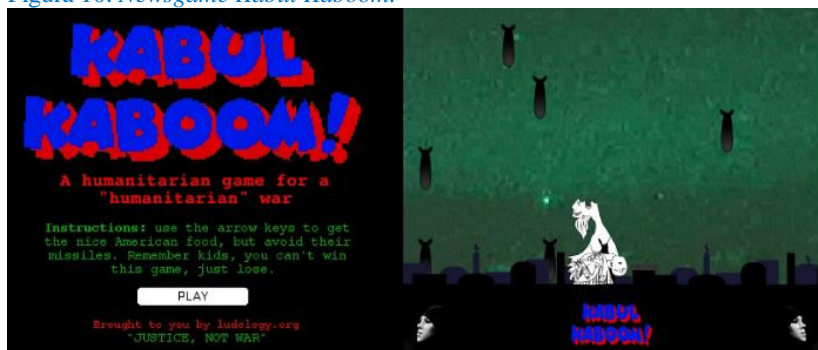 Figura 10. Newsgame Kabul Kaboom!
KABUL
KABOOM!
A humanitarian game for a
"humanitarian" war
Instructions: use the arrow keys to get
the nice American food, but avoid their
missiles. Remember kids, you can't win
this game, just lose.
PLAY
Brought to you by ludology.org
"JUSTICE, NOT WAR"
KABUL
KABOOM!